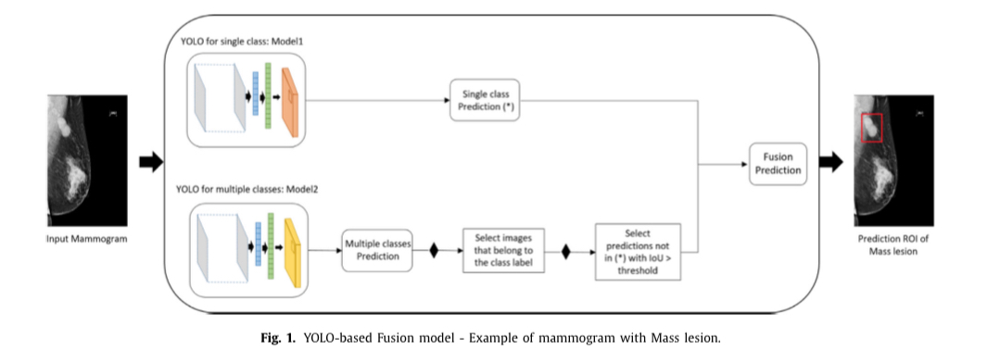 YOLO for single class: Model1
Single class
Prediction (*)
Fusion
Prediction
YOLO for multiple classes: Model2
Input Mammogram
Multiple classes
Prediction
Select images
that belong to
the class label
Select
predictions not
in (*) with IoU >
threshold
Prediction ROI of
Mass lesion
Fig. 1. YOLO-based Fusion model - Example of mammogram with Mass lesion.